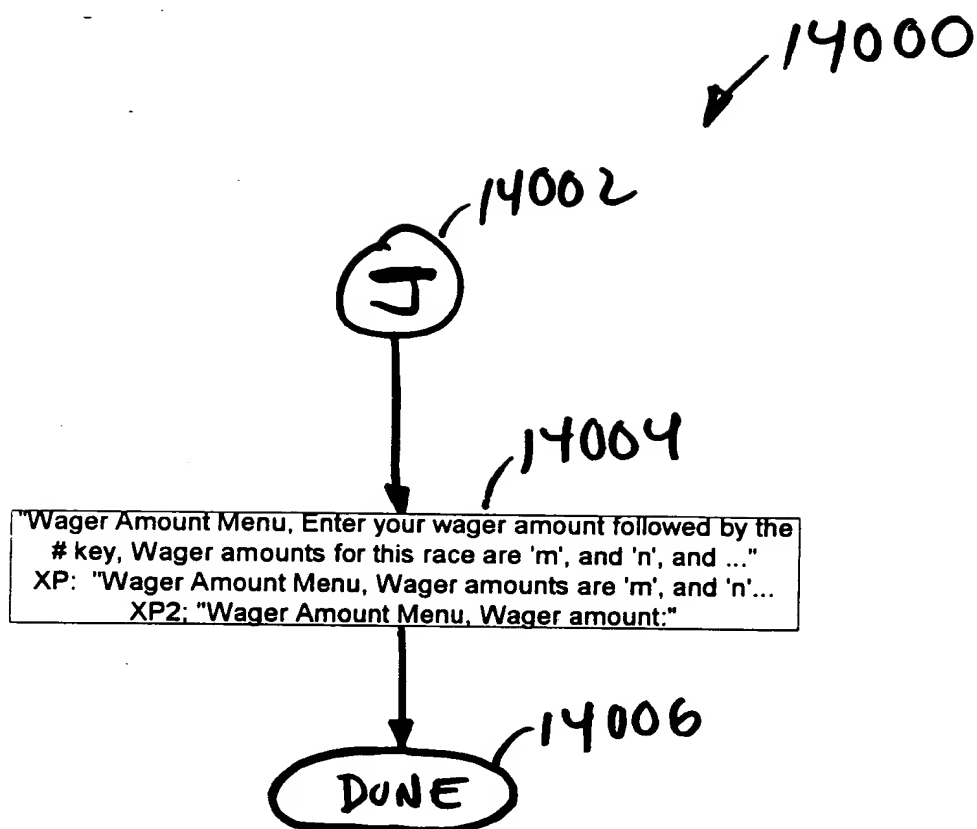 14000
14002
J
14004
"Wager Amount Menu, Enter your wager amount followed by the
# key, Wager amounts for this race are 'm', and 'n', and ..."
XP: "Wager Amount Menu, Wager amounts are 'm', and 'n'...
XP2; "Wager Amount Menu, Wager amount:"
14006
DONE